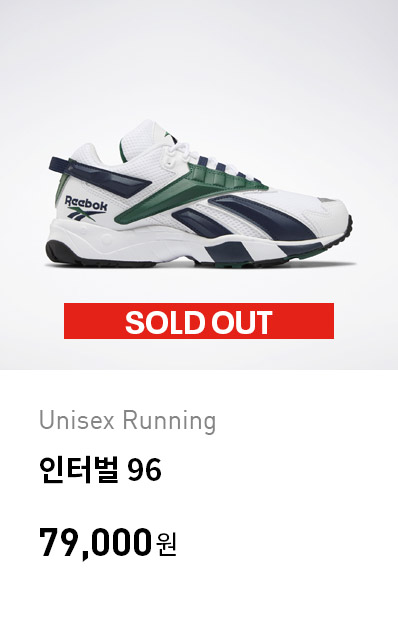 Reebok
SOLD OUT
Unisex Running
인터벌 96
79,000원